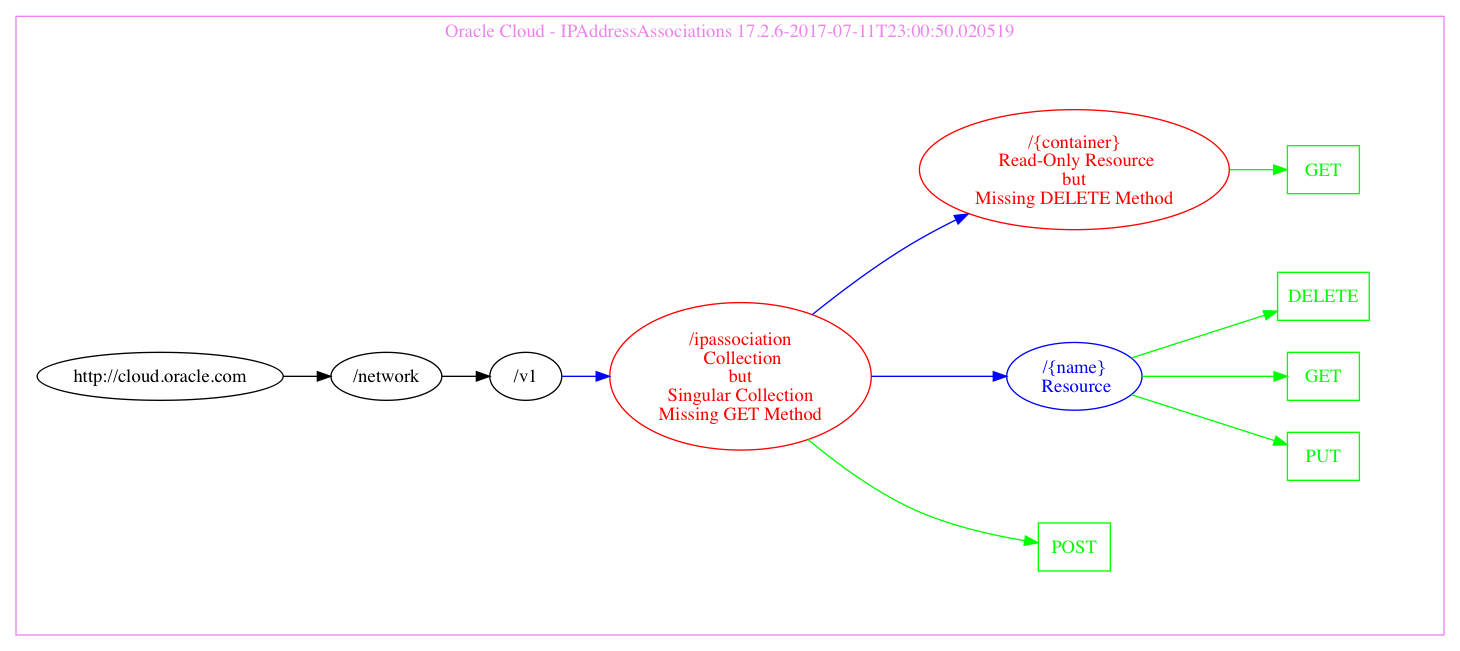 Oracle Cloud - IPAddressAssociations 17.2.6-2017-07-11T23:00:50.020519
http://cloud.oracle.com
/network
/v1
/ipassociation
Collection
but
Singular Collection
Missing GET Method
/{container}
Read-Only Resource
but
Missing DELETE Method
GET
/{name}
Resource
DELETE
GET
PUT
POST